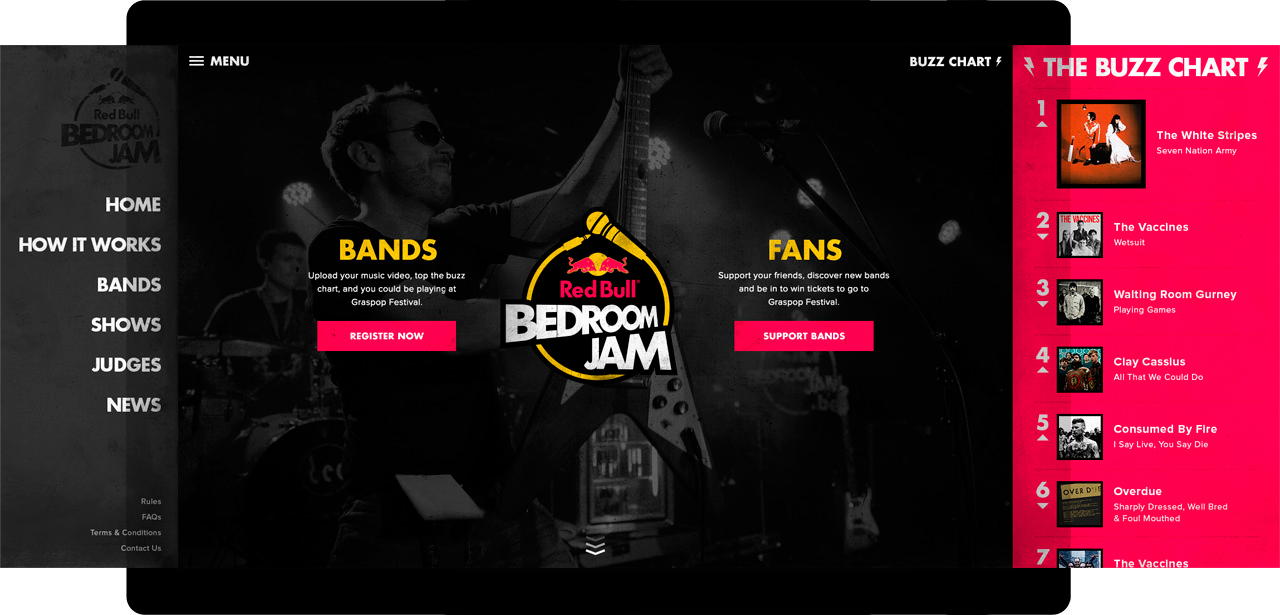 Red Bull
BEDROOM
JAM
HOME
HOW IT WORKS
BANDS
SHOWS
JUDGES
NEWS
Rules
FAQs
Terms & Conditions
Contact Us
MENU
BUZZ CHART
BANDS
Upload your music video, top the buzz
chart, and you could be playing at
Graspop Festival.
REGISTER NOW
Red Bull
BEDROOM
JAM
FANS
Support your friends, discover new bands
and be in to win tickets to go to
Graspop Festival.
SUPPORT BANDS
THE BUZZ CHART
1
The White Stripes
Seven Nation Army
2
THE VACCINES
The Vaccines
Wetsuit
3
Waiting Room Gurney
Playing Games
4
Clay Cassius
All That We Could Do
5
Consumed By Fire
I Say Live, You Say Die
6
Overdue
Sharply Dressed, Well Bred
& Foul Mouthed
7
The Vaccines